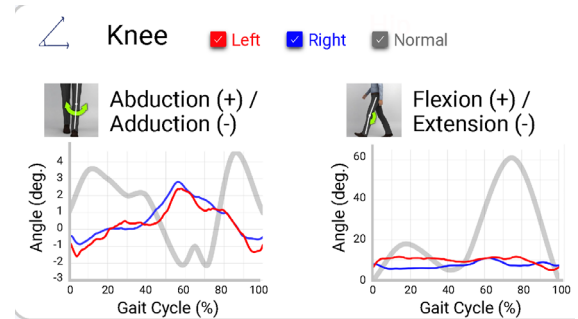 Knee
Left
Right
Normal
Abduction (+) /
Adduction (-)
Angle (deg.)
4
3
2
1
-0
-1
-2
-3
0
20
40
60
80
100
Gait Cycle (%)
Flexion (+) /
Extension (-)
Angle (deg.)
60
40
20
0
0
20
40
60
80
100
Gait Cycle (%)